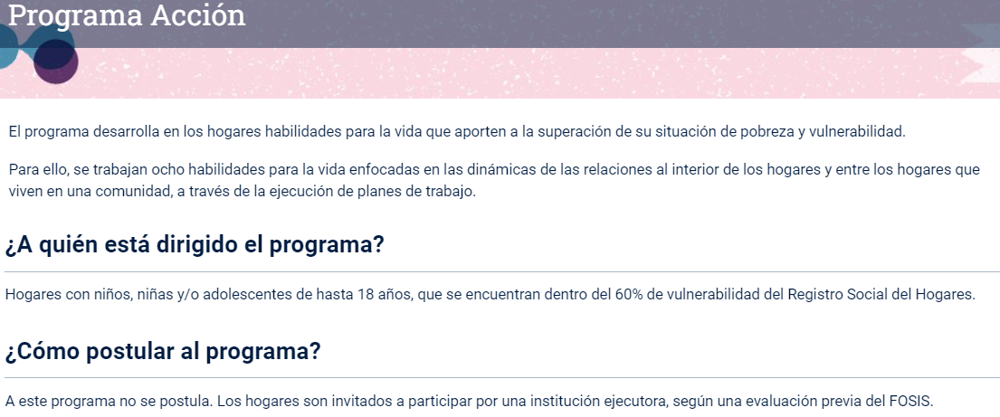 Programa Acción
El programa desarrolla en los hogares habilidades para la vida que aporten a la superación de su situación de pobreza y vulnerabilidad.
Para ello, se trabajan ocho habilidades para la vida enfocadas en las dinámicas de las relaciones al interior de los hogares y entre los hogares que
viven en una comunidad, a través de la ejecución de planes de trabajo.
¿A quién está dirigido el programa?
Hogares con niños, niñas y/o adolescentes de hasta 18 años, que se encuentran dentro del 60% de vulnerabilidad del Registro Social del Hogares.
¿Cómo postular al programa?
A este programa no se postula. Los hogares son invitados a participar por una institución ejecutora, según una evaluación previa del FOSIS.